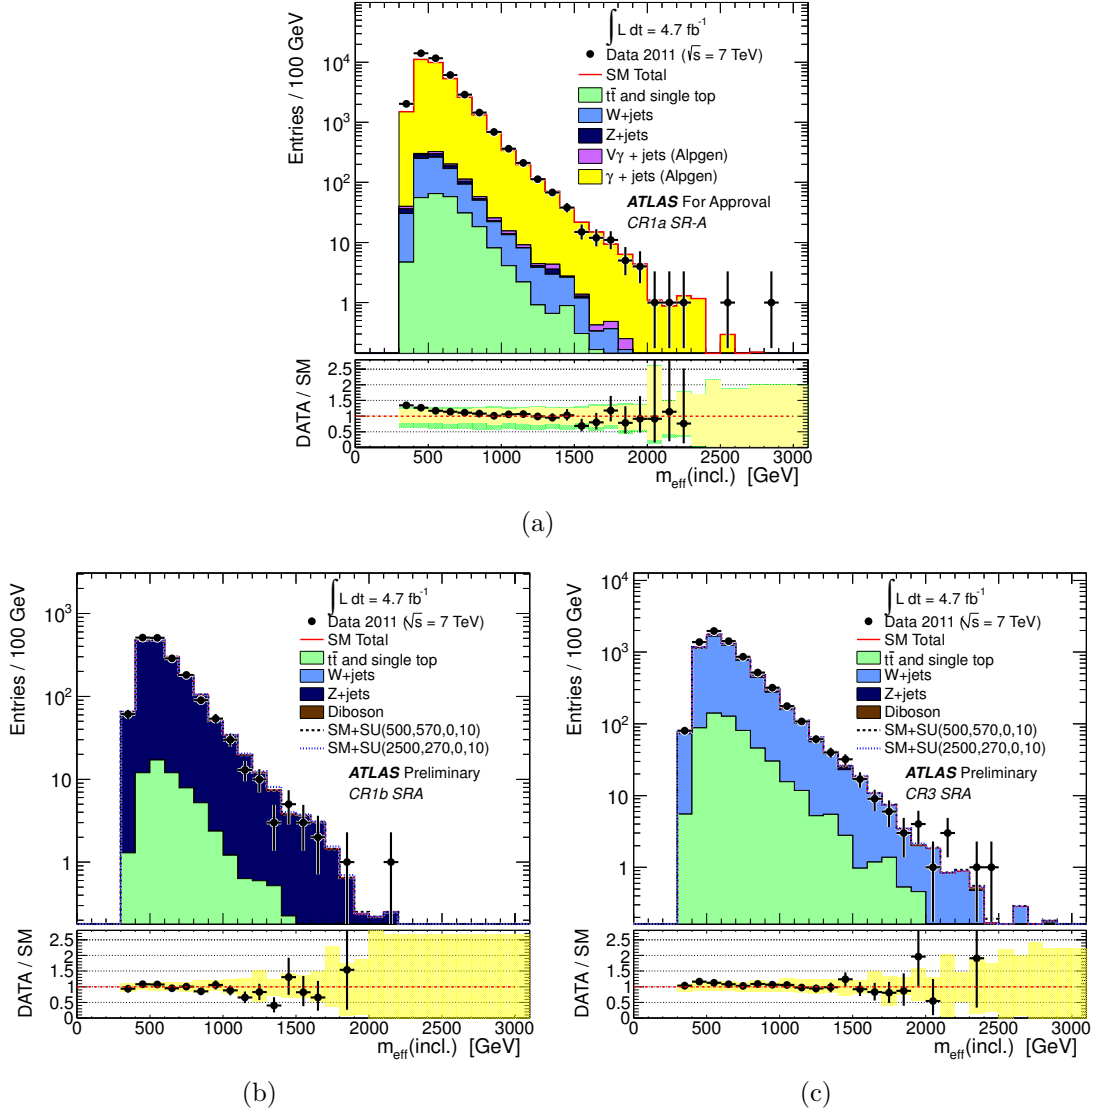 ∫ L dt = 4.7 fb⁻¹
Data 2011 (√s = 7 TeV)
SM Total
tt̄ and single top
W+jets
Z+jets
Vγ + jets (Alpgen)
γ + jets (Alpgen)
ATLAS For Approval
CR1a SR-A
Entries / 100 GeV
10⁴
10³
10²
10
1
DATA / SM
2.5
2
1.5
1
0.5
0
0 500 1000 1500 2000 2500 3000
m_eff(incl.) [GeV]
(a)
∫ L dt = 4.7 fb⁻¹
Data 2011 (√s = 7 TeV)
SM Total
tt̄ and single top
W+jets
Z+jets
Diboson
SM+SU(500,570,0,10)
SM+SU(2500,270,0,10)
ATLAS Preliminary
CR1b SRA
Entries / 100 GeV
10³
10²
10
1
DATA / SM
2.5
2
1.5
1
0.5
0
0 500 1000 1500 2000 2500 3000
m_eff(incl.) [GeV]
(b)
∫ L dt = 4.7 fb⁻¹
Data 2011 (√s = 7 TeV)
SM Total
tt̄ and single top
W+jets
Z+jets
Diboson
SM+SU(500,570,0,10)
SM+SU(2500,270,0,10)
ATLAS Preliminary
CR3 SRA
Entries / 100 GeV
10⁴
10³
10²
10
1
DATA / SM
2.5
2
1.5
1
0.5
0
0 500 1000 1500 2000 2500 3000
m_eff(incl.) [GeV]
(c)